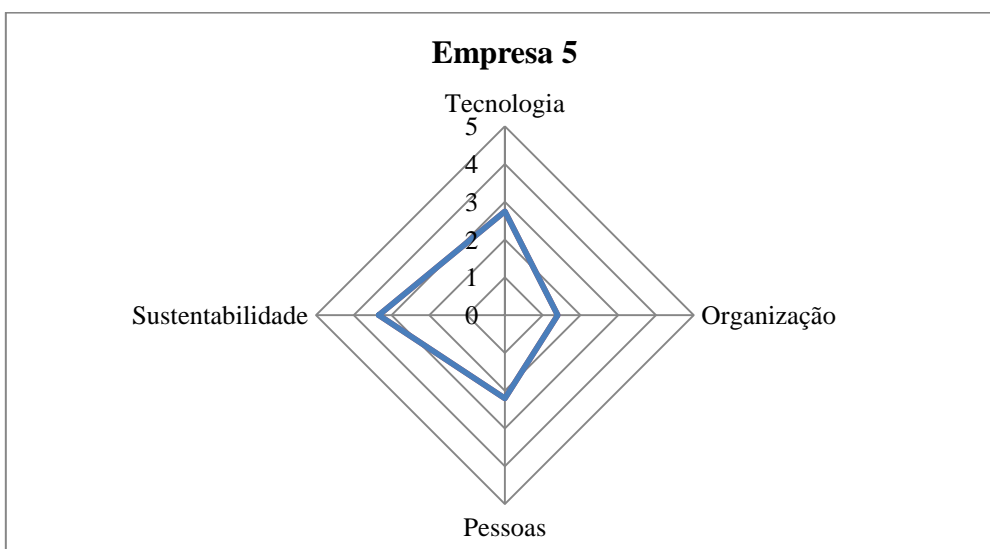 Empresa 5
Tecnologia
5
4
3
2
1
0
Sustentabilidade
Organização
Pessoas